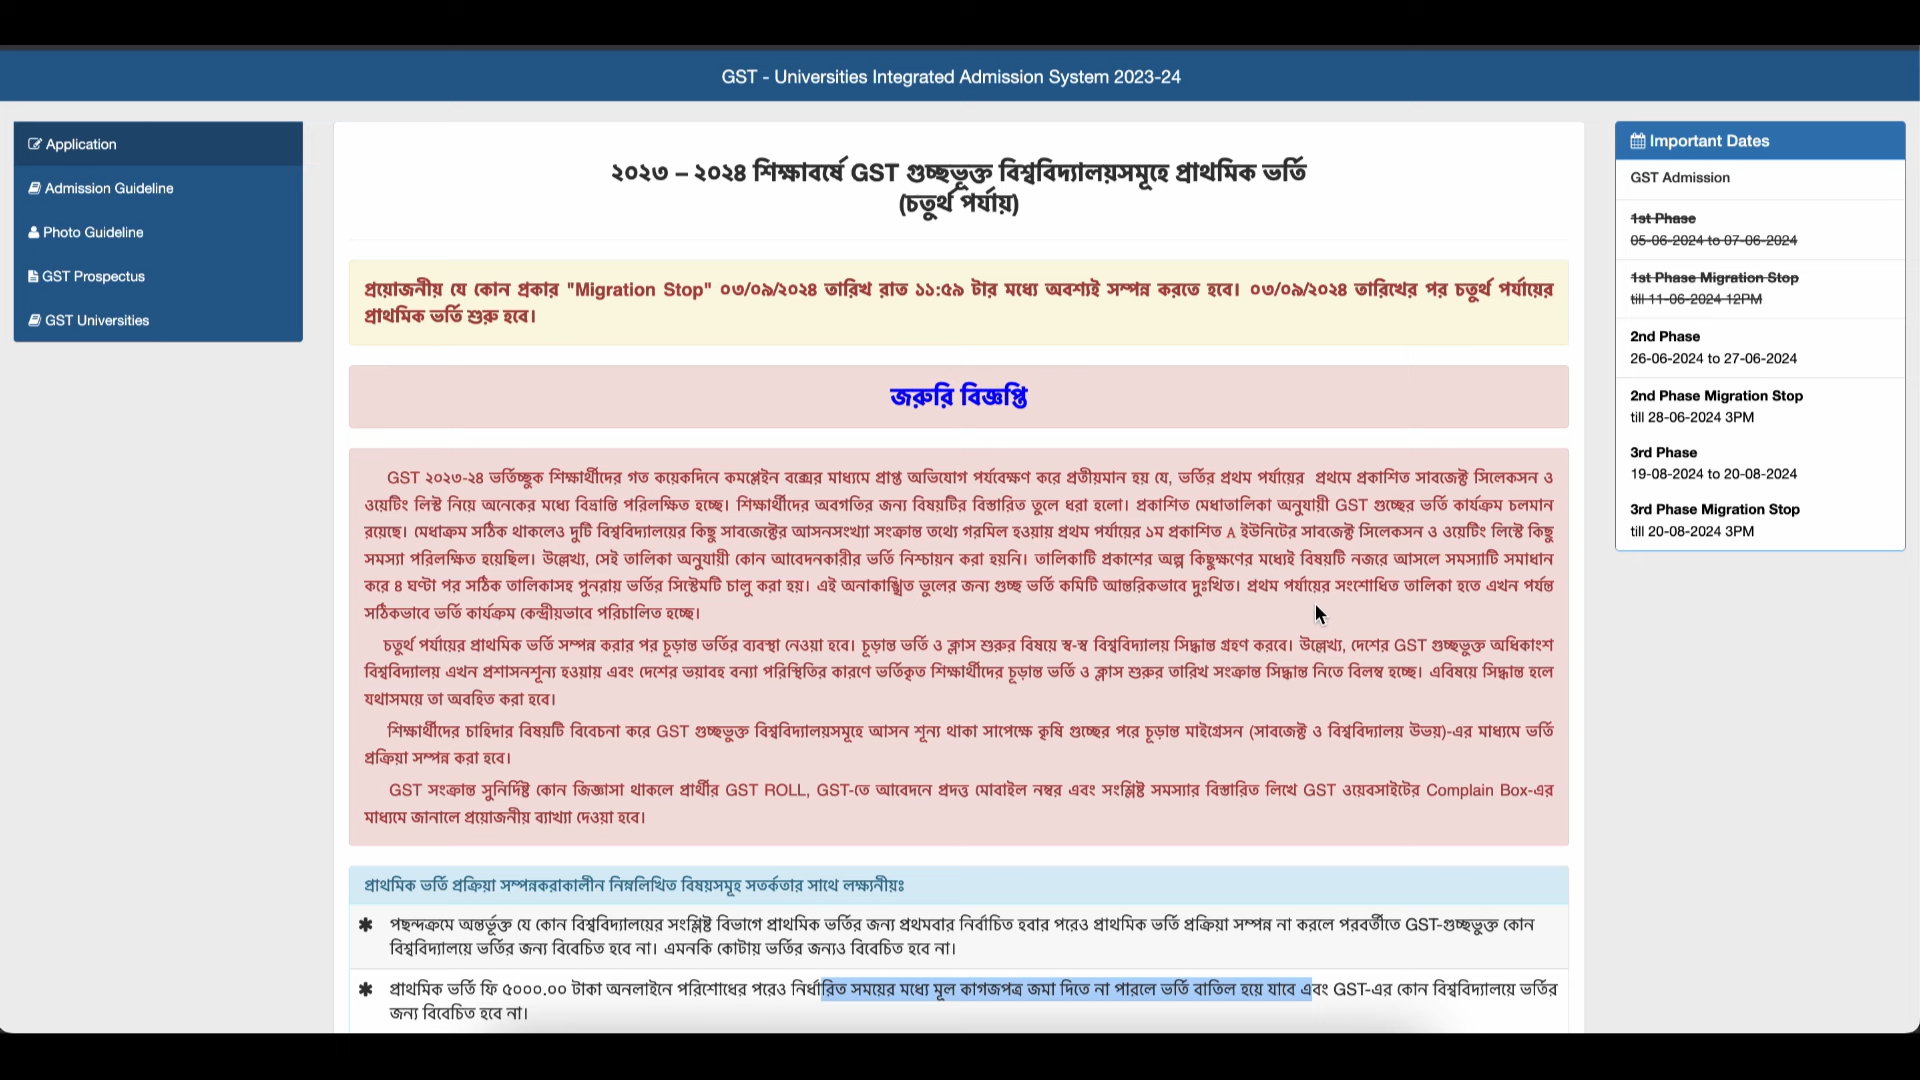 GST - Universities Integrated Admission System 2023-24
Application
Admission Guideline
Photo Guideline
GST Prospectus
GST Universities
২০২৩ – ২০২৪ শিক্ষাবর্ষে GST গুচ্ছভূক্ত বিশ্ববিদ্যালয়সমূহে প্রাথমিক ভর্তি
(চতুর্থ পর্যায়)
প্রয়োজনীয় যে কোন প্রকার "Migration Stop" ০৩/০৯/২০২৪ তারিখ রাত ১১:৫৯ টার মধ্যে অবশ্যই সম্পন্ন করতে হবে। ০৩/০৯/২০২৪ তারিখের পর চতুর্থ পর্যায়ের
প্রাথমিক ভর্তি শুরু হবে।
জরুরি বিজ্ঞপ্তি
GST ২০২৩-২৪ ভর্তিচ্ছুক শিক্ষার্থীদের গত কয়েকদিনে কমপ্লেইন বক্সের মাধ্যমে প্রাপ্ত অভিযোগ পর্যবেক্ষণ করে প্রতীয়মান হয় যে, ভর্তির প্রথম পর্যায়ের প্রথমে প্রকাশিত সাবজেক্ট সিলেকসন ও
ওয়েটিং লিস্ট নিয়ে অনেকের মধ্যে বিভ্রান্তি পরিলক্ষিত হচ্ছে। শিক্ষার্থীদের অবগতির জন্য বিষয়টির বিস্তারিত তুলে ধরা হলো। প্রকাশিত মেধাতালিকা অনুযায়ী GST গুচ্ছের ভর্তি কার্যক্রম চলমান
রয়েছে। মেধাক্রম সঠিক থাকলেও দুটি বিশ্ববিদ্যালয়ের কিছু সাবজেক্টের আসনসংখ্যা সংক্রান্ত তথ্যে গরমিল হওয়ায় প্রথম পর্যায়ের ১ম প্রকাশিত A ইউনিটের সাবজেক্ট সিলেকসন ও ওয়েটিং লিস্টে কিছু
সমস্যা পরিলক্ষিত হয়েছিল। উল্লেখ্য, সেই তালিকা অনুযায়ী কোন আবেদনকারীর ভর্তি নিশ্চায়ন করা হয়নি। তালিকাটি প্রকাশের অল্প কিছুক্ষণের মধ্যেই বিষয়টি নজরে আসলে সমস্যাটি সমাধান
করে ৪ ঘণ্টা পর সঠিক তালিকাসহ পুনরায় ভর্তির সিস্টেমটি চালু করা হয়। এই অনাকাঙ্খিত ভুলের জন্য গুচ্ছ ভর্তি কমিটি আন্তরিকভাবে দুঃখিত। প্রথম পর্যায়ের সংশোধিত তালিকা হতে এখন পর্যন্ত
সঠিকভাবে ভর্তি কার্যক্রম কেন্দ্রীয়ভাবে পরিচালিত হচ্ছে।
চতুর্থ পর্যায়ের প্রাথমিক ভর্তি সম্পন্ন করার পর চূড়ান্ত ভর্তির ব্যবস্থা নেওয়া হবে। চূড়ান্ত ভর্তি ও ক্লাস শুরুর বিষয়ে স্ব-স্ব বিশ্ববিদ্যালয় সিদ্ধান্ত গ্রহণ করবে। উল্লেখ্য, দেশের GST গুচ্ছভুক্ত অধিকাংশ
বিশ্ববিদ্যালয় এখন প্রশাসনশূন্য হওয়ায় এবং দেশের ভয়াবহ বন্যা পরিস্থিতির কারণে ভর্তিকৃত শিক্ষার্থীদের চূড়ান্ত ভর্তি ও ক্লাস শুরুর তারিখ সংক্রান্ত সিদ্ধান্ত নিতে বিলম্ব হচ্ছে। এবিষয়ে সিদ্ধান্ত হলে
যথাসময়ে তা অবহিত করা হবে।
শিক্ষার্থীদের চাহিদার বিষয়টি বিবেচনা করে GST গুচ্ছভুক্ত বিশ্ববিদ্যালয়সমূহে আসন শূন্য থাকা সাপেক্ষে কৃষি গুচ্ছের পরে চূড়ান্ত মাইগ্রেসন (সাবজেক্ট ও বিশ্ববিদ্যালয় উভয়)-এর মাধ্যমে ভর্তি
প্রক্রিয়া সম্পন্ন করা হবে।
GST সংক্রান্ত সুনির্দিষ্ট কোন জিজ্ঞাসা থাকলে প্রার্থীর GST ROLL, GST-তে আবেদনে প্রদত্ত মোবাইল নম্বর এবং সংশ্লিষ্ট সমস্যার বিস্তারিত লিখে GST ওয়েবসাইটের Complain Box-এর
মাধ্যমে জানালে প্রয়োজনীয় ব্যাখ্যা দেওয়া হবে।
প্রাথমিক ভর্তি প্রক্রিয়া সম্পন্নকরাকালীন নিম্নলিখিত বিষয়সমূহ সতর্কতার সাথে লক্ষ্যনীয়ঃ
✱ পছন্দক্রমে অন্তর্ভূক্ত যে কোন বিশ্ববিদ্যালয়ের সংশ্লিষ্ট বিভাগে প্রাথমিক ভর্তির জন্য প্রথমবার নির্বাচিত হবার পরেও প্রাথমিক ভর্তি প্রক্রিয়া সম্পন্ন না করলে পরবর্তীতে GST-গুচ্ছভুক্ত কোন
বিশ্ববিদ্যালয়ে ভর্তির জন্য বিবেচিত হবে না। এমনকি কোটায় ভর্তির জন্যও বিবেচিত হবে না।
✱ প্রাথমিক ভর্তি ফি ৫০০০.০০ টাকা অনলাইনে পরিশোধের পরেও নির্ধারিত সময়ের মধ্যে মূল কাগজপত্র জমা দিতে না পারলে ভর্তি বাতিল হয়ে যাবে এবং GST-এর কোন বিশ্ববিদ্যালয়ে ভর্তির
জন্য বিবেচিত হবে না।
Important Dates
GST Admission
1st Phase
05-06-2024 to 07-06-2024
1st Phase Migration Stop
till 11-06-2024 12PM
2nd Phase
26-06-2024 to 27-06-2024
2nd Phase Migration Stop
till 28-06-2024 3PM
3rd Phase
19-08-2024 to 20-08-2024
3rd Phase Migration Stop
till 20-08-2024 3PM